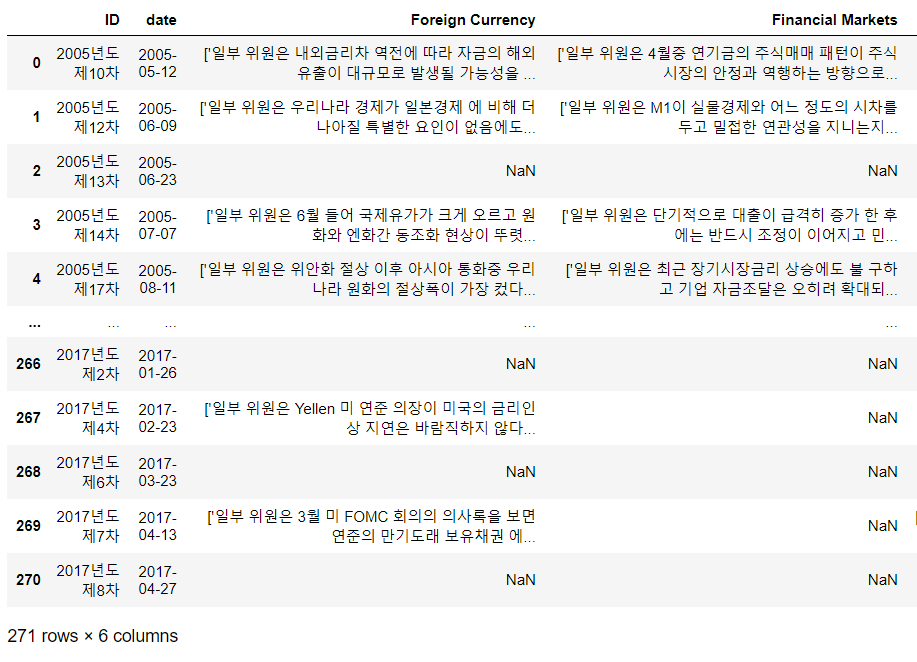 ID date Foreign Currency Financial Markets
0 2005년도 2005- ['일부 위원은 내외금리차 역전에 따라 자금의 해외 ['일부 위원은 4월중 연기금의 주식매매 패턴이 주식
제10차 05-12 유출이 대규모로 발생될 가능성을 ... 시장의 안정과 역행하는 방향으로...
1 2005년도 2005- ['일부 위원은 우리나라 경제가 일본경제 에 비해 더 ['일부 위원은 M1이 실물경제와 어느 정도의 시차를
제12차 06-09 나아질 특별한 요인이 없음에도... 두고 밀접한 연관성을 지니는지...
2 2005년도 2005- NaN NaN
제13차 06-23
3 2005년도 2005- ['일부 위원은 6월 들어 국제유가가 크게 오르고 원 ['일부 위원은 단기적으로 대출이 급격히 증가 한 후
제14차 07-07 화와 엔화간 동조화 현상이 뚜렷... 에는 반드시 조정이 이어지고 민...
4 2005년도 2005- ['일부 위원은 위안화 절상 이후 아시아 통화중 우리 ['일부 위원은 최근 장기시장금리 상승에도 불 구하
제17차 08-11 나라 원화의 절상폭이 가장 컸다... 고 기업 자금조달은 오히려 확대되...
... ... ... ... ...
266 2017년도 2017- NaN NaN
제2차 01-26
267 2017년도 2017- ['일부 위원은 Yellen 미 연준 의장이 미국의 금리인 NaN
제4차 02-23 상 지연은 바람직하지 않다...
268 2017년도 2017- NaN NaN
제6차 03-23
269 2017년도 2017- ['일부 위원은 3월 미 FOMC 회의의 의사록을 보면 NaN
제7차 04-13 연준의 만기도래 보유채권 에...
270 2017년도 2017- NaN NaN
제8차 04-27
271 rows × 6 columns